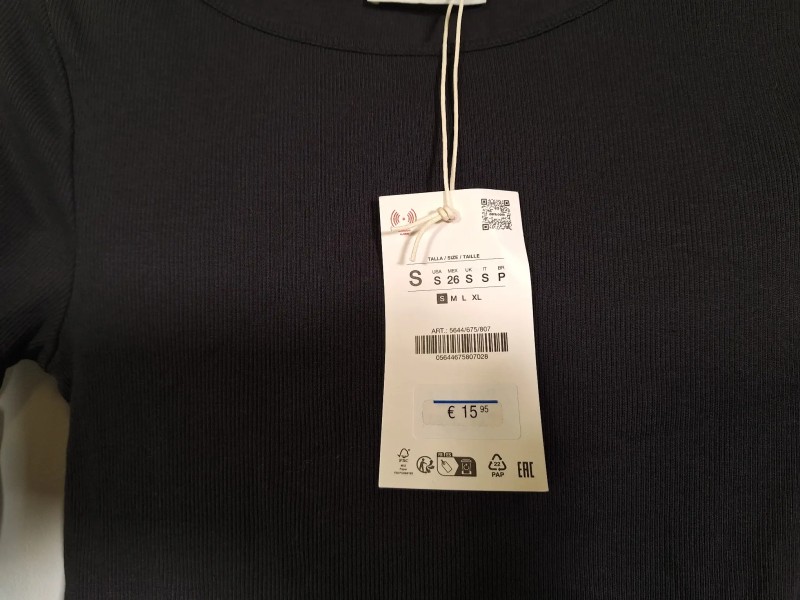 TALLA / SIZE / TAILLE
USA MEX UK IT BR
S S 26 S S P
S M L XL
ART.: 5644/675/807
05644675807028
€ 15 95
22
PAP
EAC